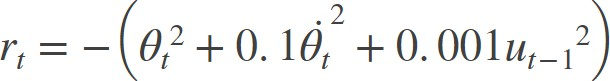 r_t = −(θ_t² + 0.1θ̇_t² + 0.001u_{t−1}²)